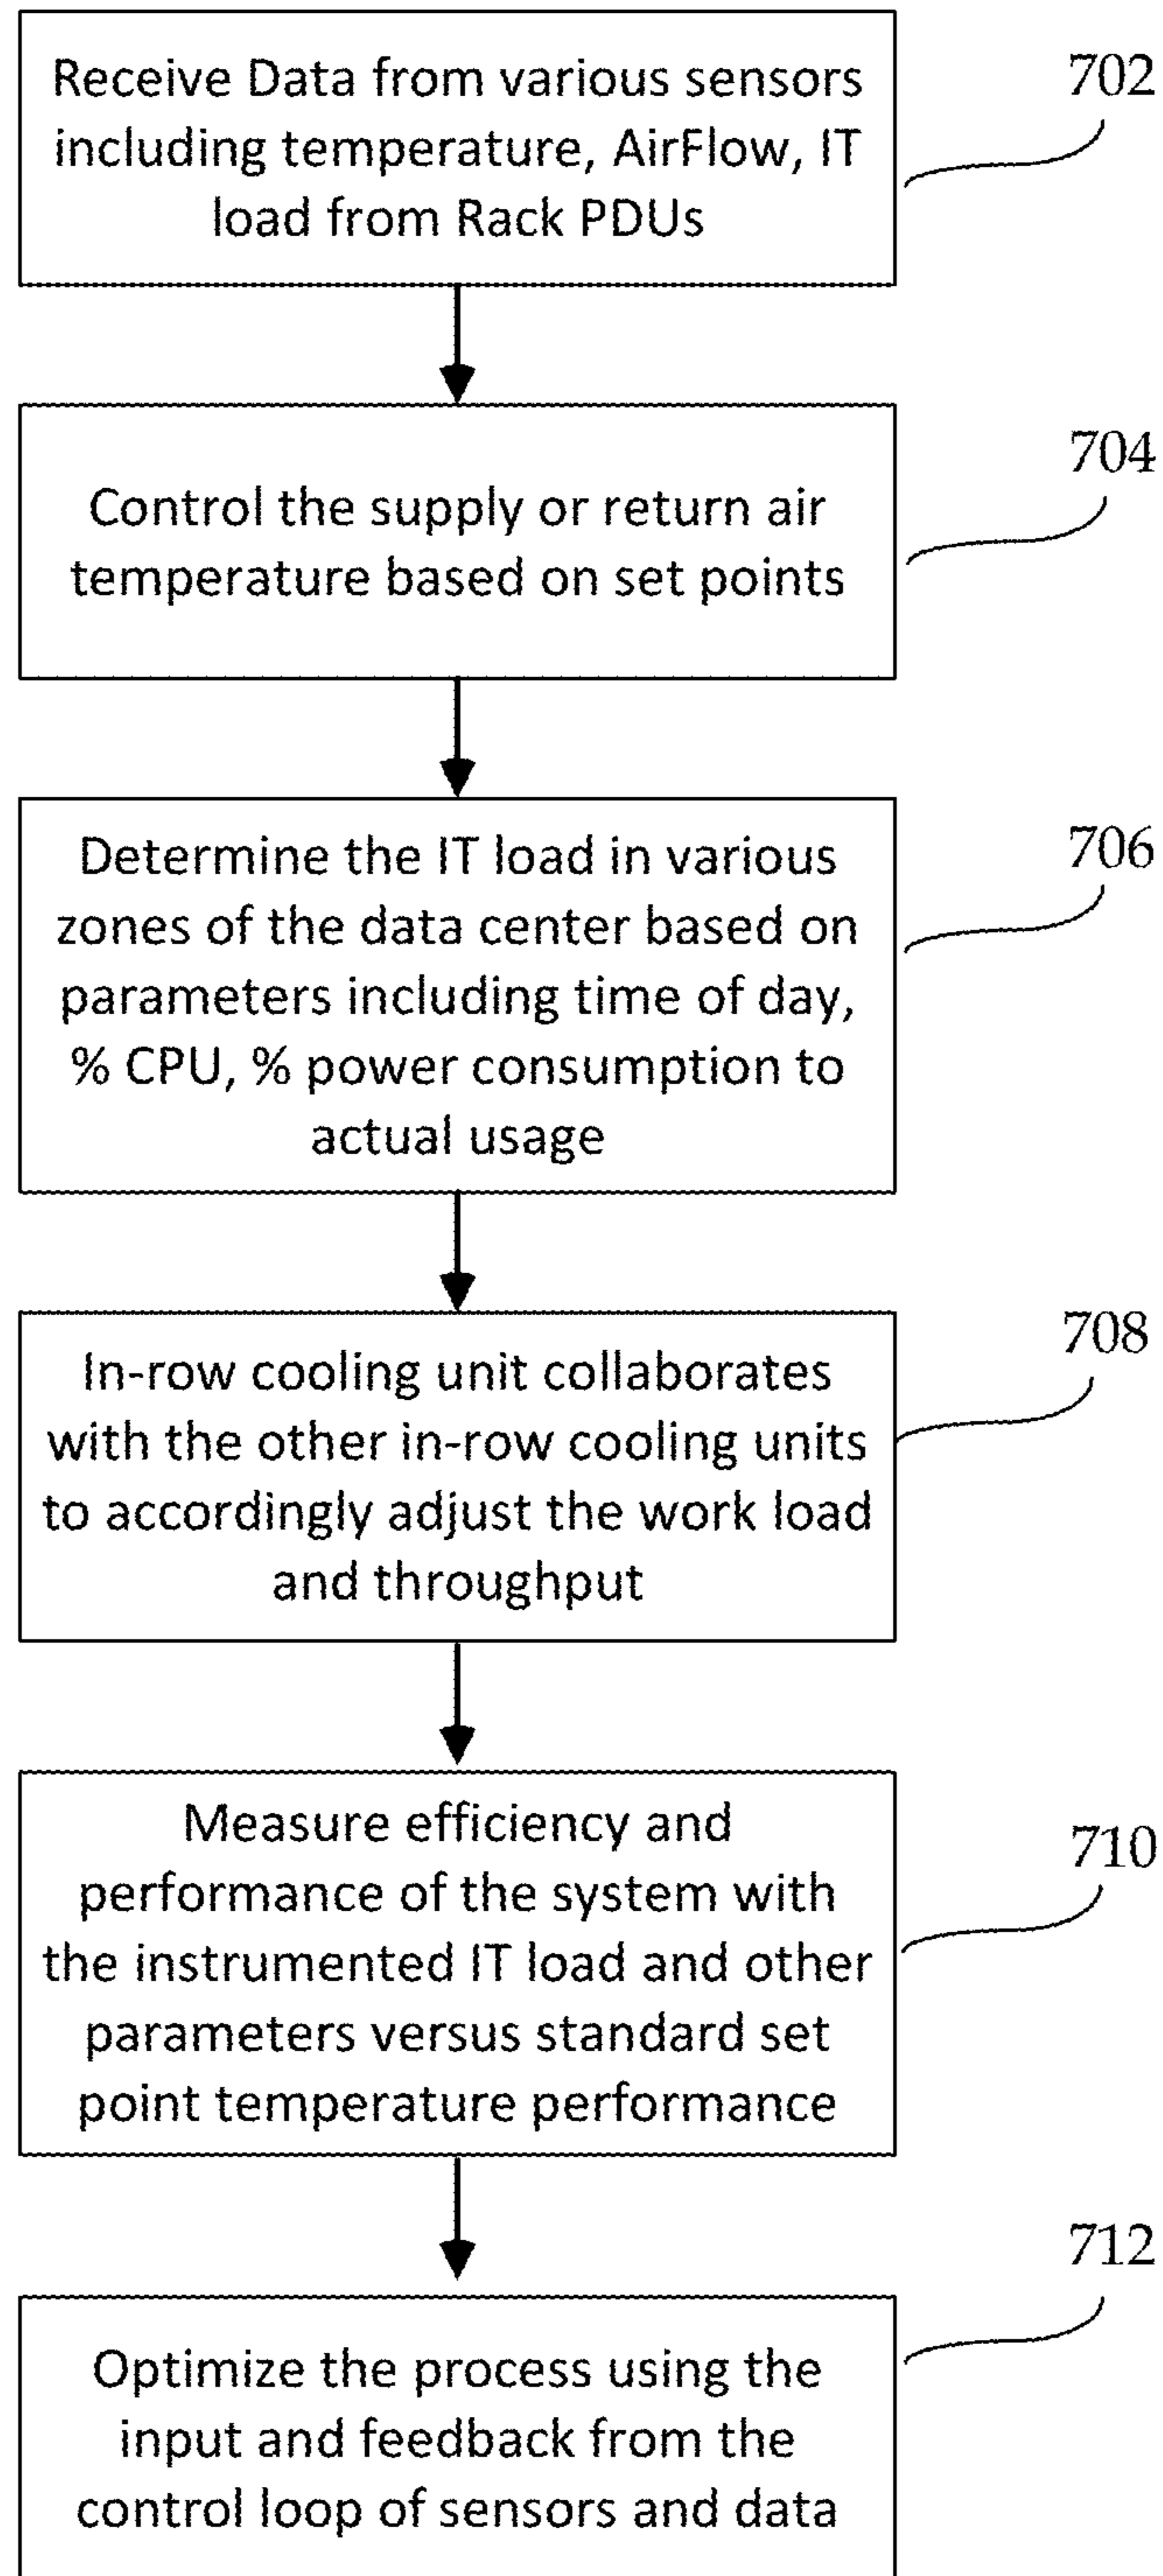 Receive Data from various sensors
including temperature, AirFlow, IT
load from Rack PDUs
702
Control the supply or return air
temperature based on set points
704
Determine the IT load in various
zones of the data center based on
parameters including time of day,
% CPU, % power consumption to
actual usage
706
In-row cooling unit collaborates
with the other in-row cooling units
to accordingly adjust the work load
and throughput
708
Measure efficiency and
performance of the system with
the instrumented IT load and other
parameters versus standard set
point temperature performance
710
Optimize the process using the
input and feedback from the
control loop of sensors and data
712